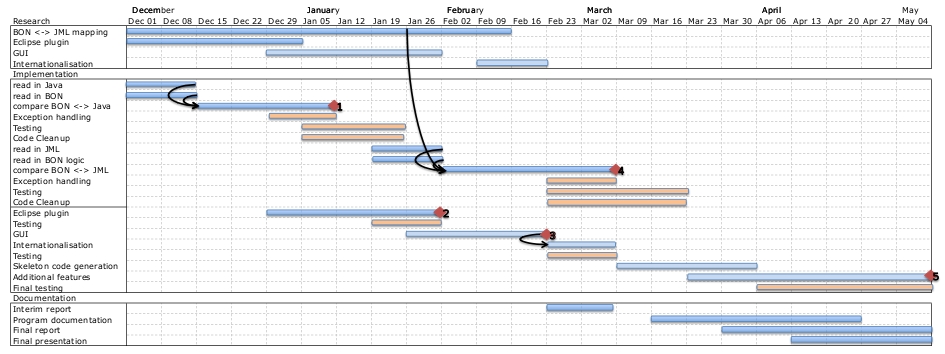 December January February March April May
Research Dec 01 Dec 08 Dec 15 Dec 22 Dec 29 Jan 05 Jan 12 Jan 19 Jan 26 Feb 02 Feb 09 Feb 16 Feb 23 Mar 02 Mar 09 Mar 16 Mar 23 Mar 30 Apr 06 Apr 13 Apr 20 Apr 27 May 04
BON <-> JML mapping
Eclipse plugin
GUI
Internationalisation
Implementation
read in Java
read in BON
compare BON <-> Java 1
Exception handling
Testing
Code Cleanup
read in JML
read in BON logic
compare BON <-> JML 4
Exception handling
Testing
Code Cleanup
Eclipse plugin 2
Testing
GUI 3
Internationalisation
Testing
Skeleton code generation
Additional features 5
Final testing
Documentation
Interim report
Program documentation
Final report
Final presentation